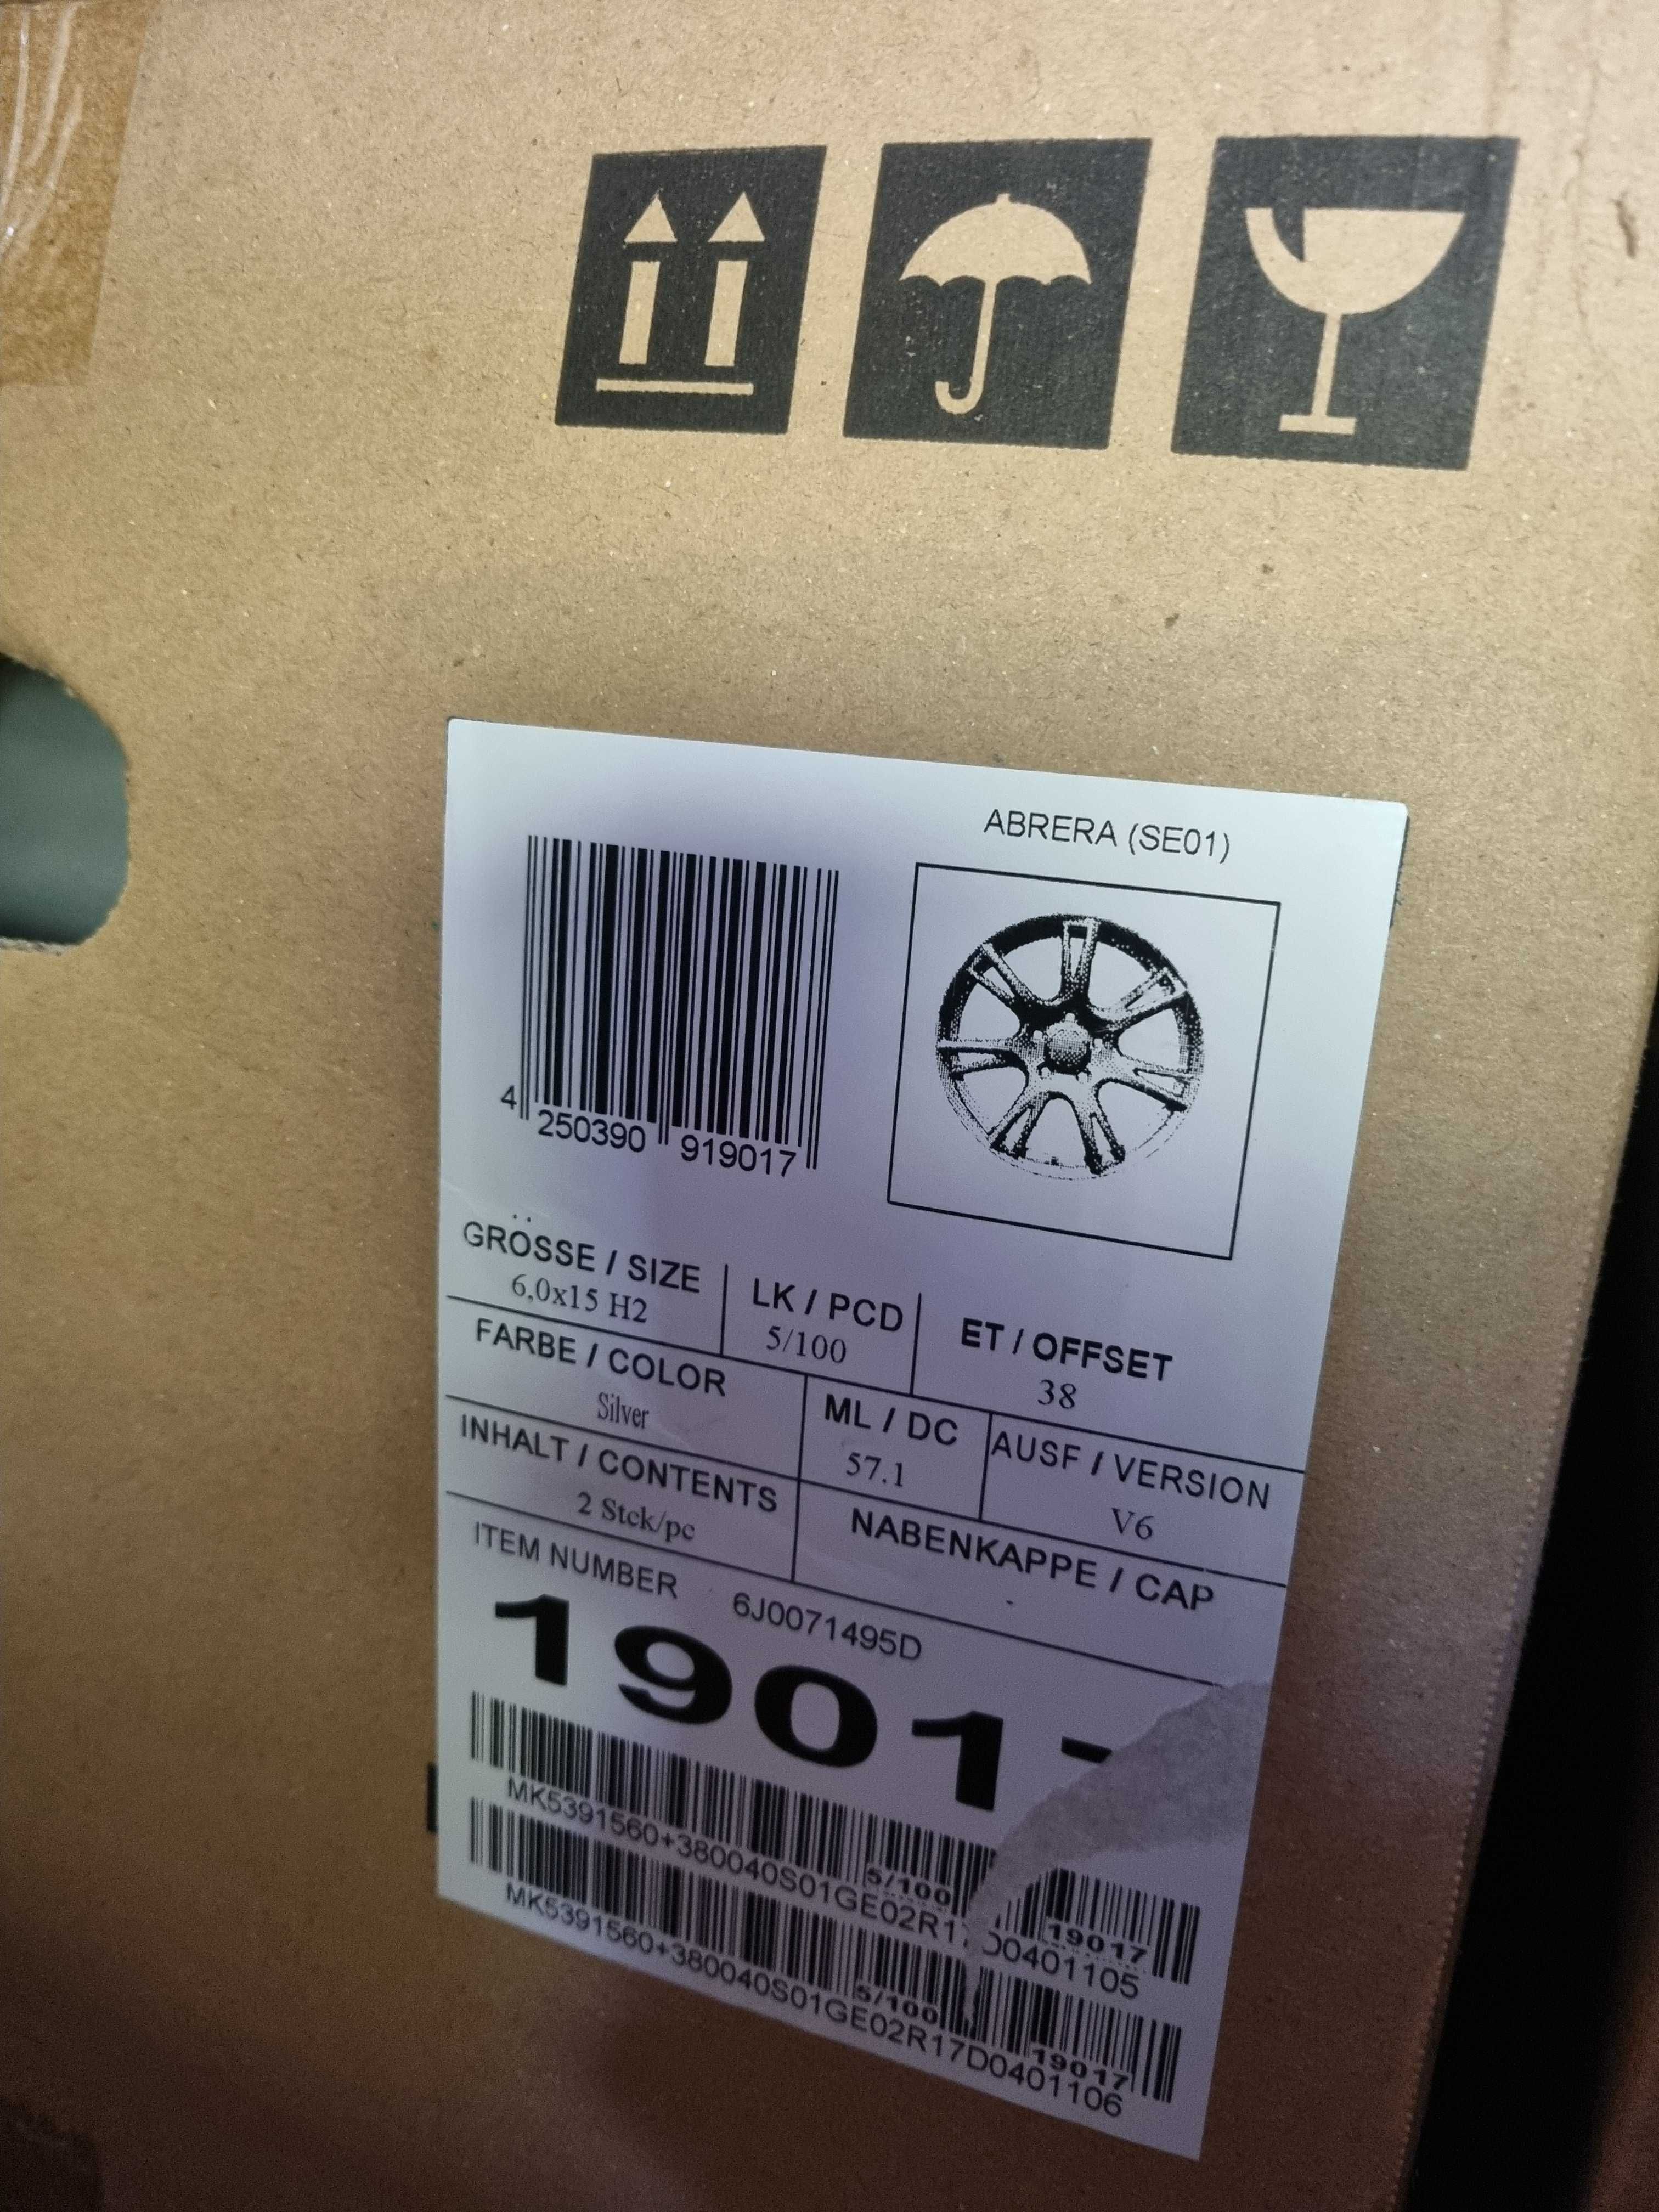 ABRERA (SE01)
4 250390 919017
GRÖSSE / SIZE
6,0x15 H2
LK / PCD
5/100
ET / OFFSET
38
FARBE / COLOR
Silver
ML / DC
57.1
AUSF / VERSION
V6
INHALT / CONTENTS
2 Stck/pc
NABENKAPPE / CAP
-
ITEM NUMBER 6J0071495D
1901
5/100 19017
MK5391560+380040S01GE02R1 D0401105
5/100 19017
MK5391560+380040S01GE02R17D0401106